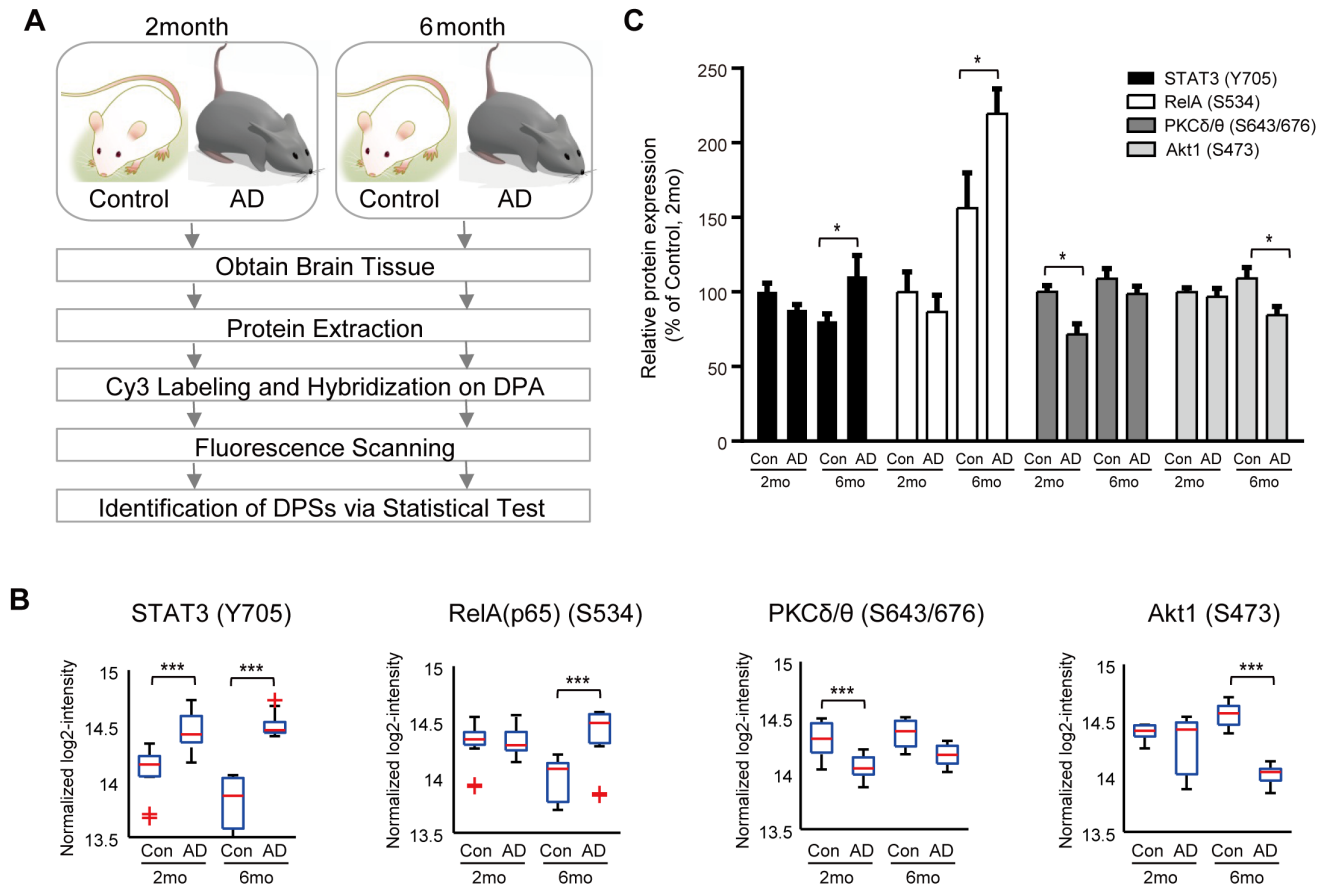 A
2month
6month
Control
AD
Control
AD
Obtain Brain Tissue
Protein Extraction
Cy3 Labeling and Hybridization on DPA
Fluorescence Scanning
Identification of DPSs via Statistical Test
C
Relative protein expression
(% of Control, 2mo)
250
200
150
100
50
0
*
*
*
*
STAT3 (Y705)
RelA (S534)
PKCδ/θ (S643/676)
Akt1 (S473)
Con AD Con AD Con AD Con AD Con AD Con AD Con AD Con AD
2mo 6mo 2mo 6mo 2mo 6mo 2mo 6mo
B
STAT3 (Y705)
Normalized log2-intensity
15
14.5
14
13.5
***
***
Con AD Con AD
2mo 6mo
RelA(p65) (S534)
Normalized log2-intensity
15
14.5
14
13.5
***
Con AD Con AD
2mo 6mo
PKCδ/θ (S643/676)
Normalized log2-intensity
15
14.5
14
13.5
***
Con AD Con AD
2mo 6mo
Akt1 (S473)
Normalized log2-intensity
15
14.5
14
13.5
***
Con AD Con AD
2mo 6mo